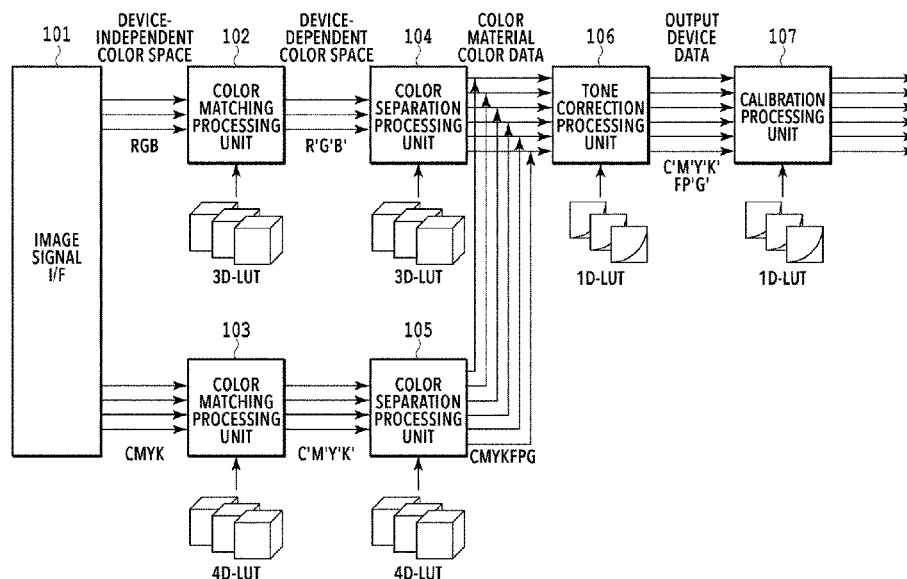 101
DEVICE-
INDEPENDENT
COLOR SPACE
102
DEVICE-
DEPENDENT
COLOR SPACE
104
COLOR
MATERIAL
COLOR DATA
106
OUTPUT
DEVICE
DATA
107
IMAGE
SIGNAL
I/F
RGB
COLOR
MATCHING
PROCESSING
UNIT
R'G'B'
COLOR
SEPARATION
PROCESSING
UNIT
TONE
CORRECTION
PROCESSING
UNIT
C'M'Y'K'
FP'G'
CALIBRATION
PROCESSING
UNIT
3D-LUT
3D-LUT
1D-LUT
1D-LUT
103
105
CMYK
COLOR
MATCHING
PROCESSING
UNIT
C'M'Y'K'
COLOR
SEPARATION
PROCESSING
UNIT
CMYKFPG
4D-LUT
4D-LUT